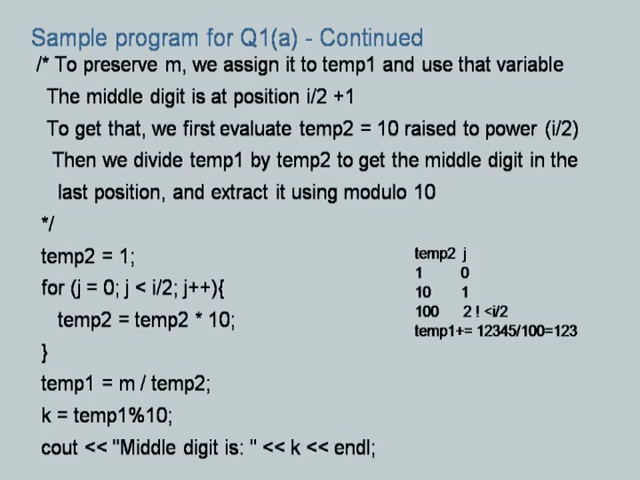 Sample program for Q1(a) - Continued
/* To preserve m, we assign it to temp1 and use that variable
The middle digit is at position i/2 +1
To get that, we first evaluate temp2 = 10 raised to power (i/2)
Then we divide temp1 by temp2 to get the middle digit in the
last position, and extract it using modulo 10
*/
temp2 = 1;
for (j = 0; j < i/2; j++){
temp2 = temp2 * 10;
}
temp1 = m / temp2;
k = temp1%10;
cout << "Middle digit is: " << k << endl;
temp2 j
1 0
10 1
100 2 ! <i/2
temp1+= 12345/100=123